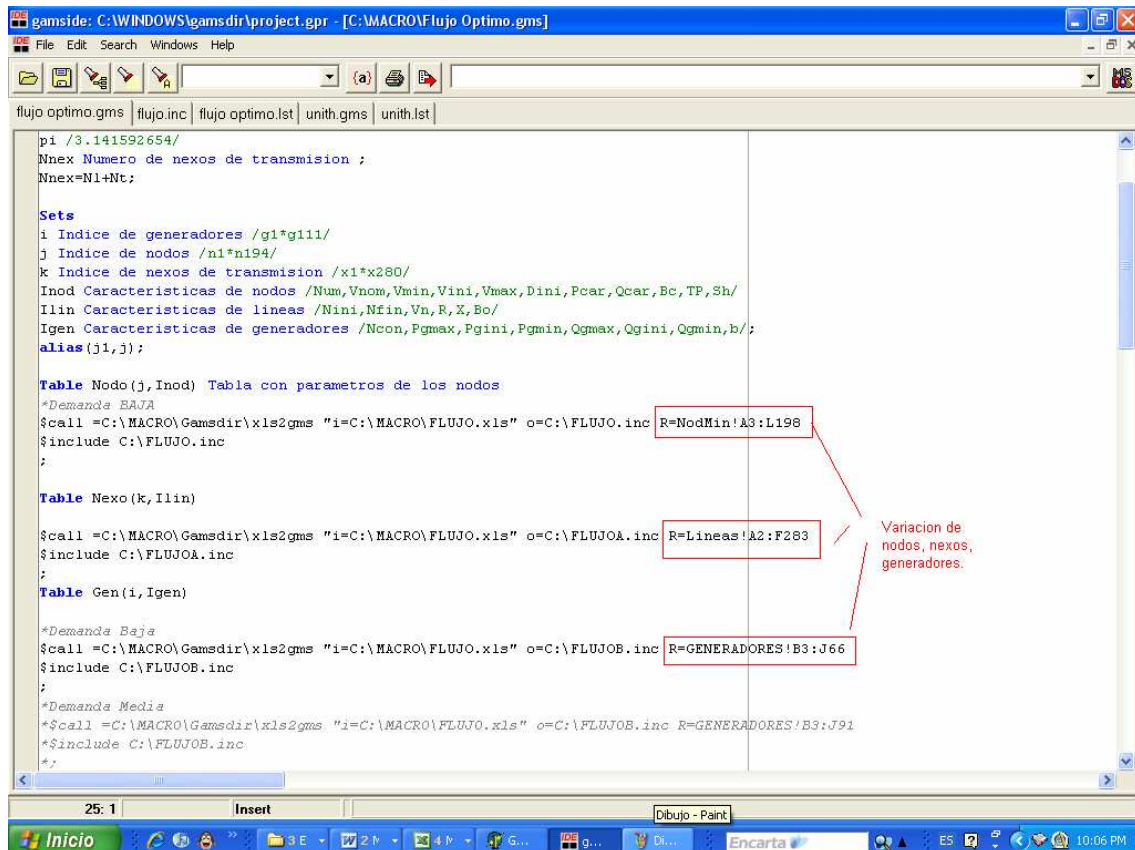 gamside: C:\WINDOWS\gamsdir\project.gpr - [C:\MACRO\Flujo Optimo.gms]
File Edit Search Windows Help
{a}
flujo optimo.gms flujo.inc flujo optimo.lst unith.gms unith.lst
pi /3.141592654/
Nnex Numero de nexos de transmision ;
Nnex=Nl+Nt;
Sets
i Indice de generadores /g1*g111/
j Indice de nodos /n1*n194/
k Indice de nexos de transmision /x1*x280/
Inod Caracteristicas de nodos /Num,Vnom,Vmin,Vini,Vmax,Dini,Pcar,Qcar,Bc,TP,Sh/
Ilin Caracteristicas de lineas /Nini,Nfin,Vn,R,X,Bo/
Igen Caracteristicas de generadores /Ncon,Pgmax,Pgini,Pgmin,Qgmax,Qgini,Qgmin,b/;
alias(j1,j);
Table Nodo(j,Inod) Tabla con parametros de los nodos
*Demanda BAJA
$call =C:\MACRO\Gamsdir\xls2gms "i=C:\MACRO\FLUJO.xls" o=C:\FLUJO.inc R=NodMin!A3:L198
$include C:\FLUJO.inc
;
Table Nexo(k,Ilin)
$call =C:\MACRO\Gamsdir\xls2gms "i=C:\MACRO\FLUJO.xls" o=C:\FLUJOA.inc R=Lineas!A2:F283
$include C:\FLUJOA.inc
;
Variacion de
nodos, nexos,
generadores.
Table Gen(i,Igen)
*Demanda Baja
$call =C:\MACRO\Gamsdir\xls2gms "i=C:\MACRO\FLUJO.xls" o=C:\FLUJOB.inc R=GENERADORES!B3:J66
$include C:\FLUJOB.inc
;
*Demanda Media
*$call =C:\MACRO\Gamsdir\xls2gms "i=C:\MACRO\FLUJO.xls" o=C:\FLUJOB.inc R=GENERADORES!B3:J91
*$include C:\FLUJOB.inc
*;
25: 1 Insert
Dibujo - Paint
Inicio 3 E 2 M 4 M G... g... Di... Encarta ES 10:06 PM